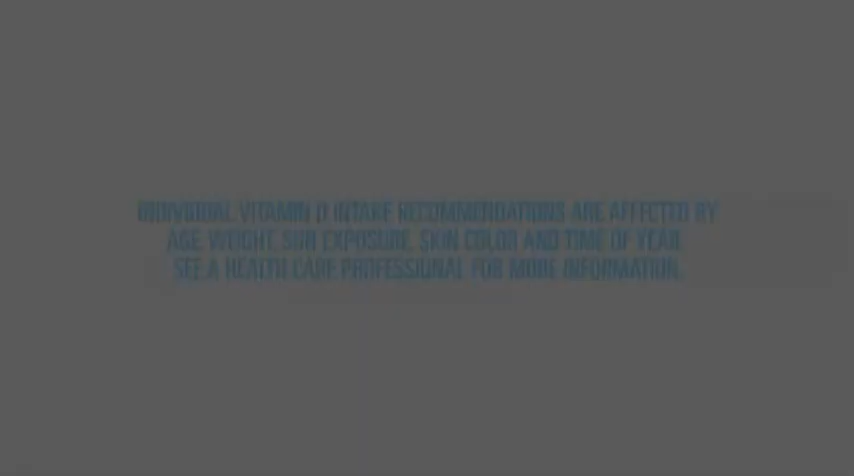 INDIVIDUAL VITAMIN D INTAKE RECOMMENDATIONS ARE AFFECTED BY
AGE, WEIGHT, SUN EXPOSURE, SKIN COLOR AND TIME OF YEAR.
SEE A HEALTH CARE PROFESSIONAL FOR MORE INFORMATION.